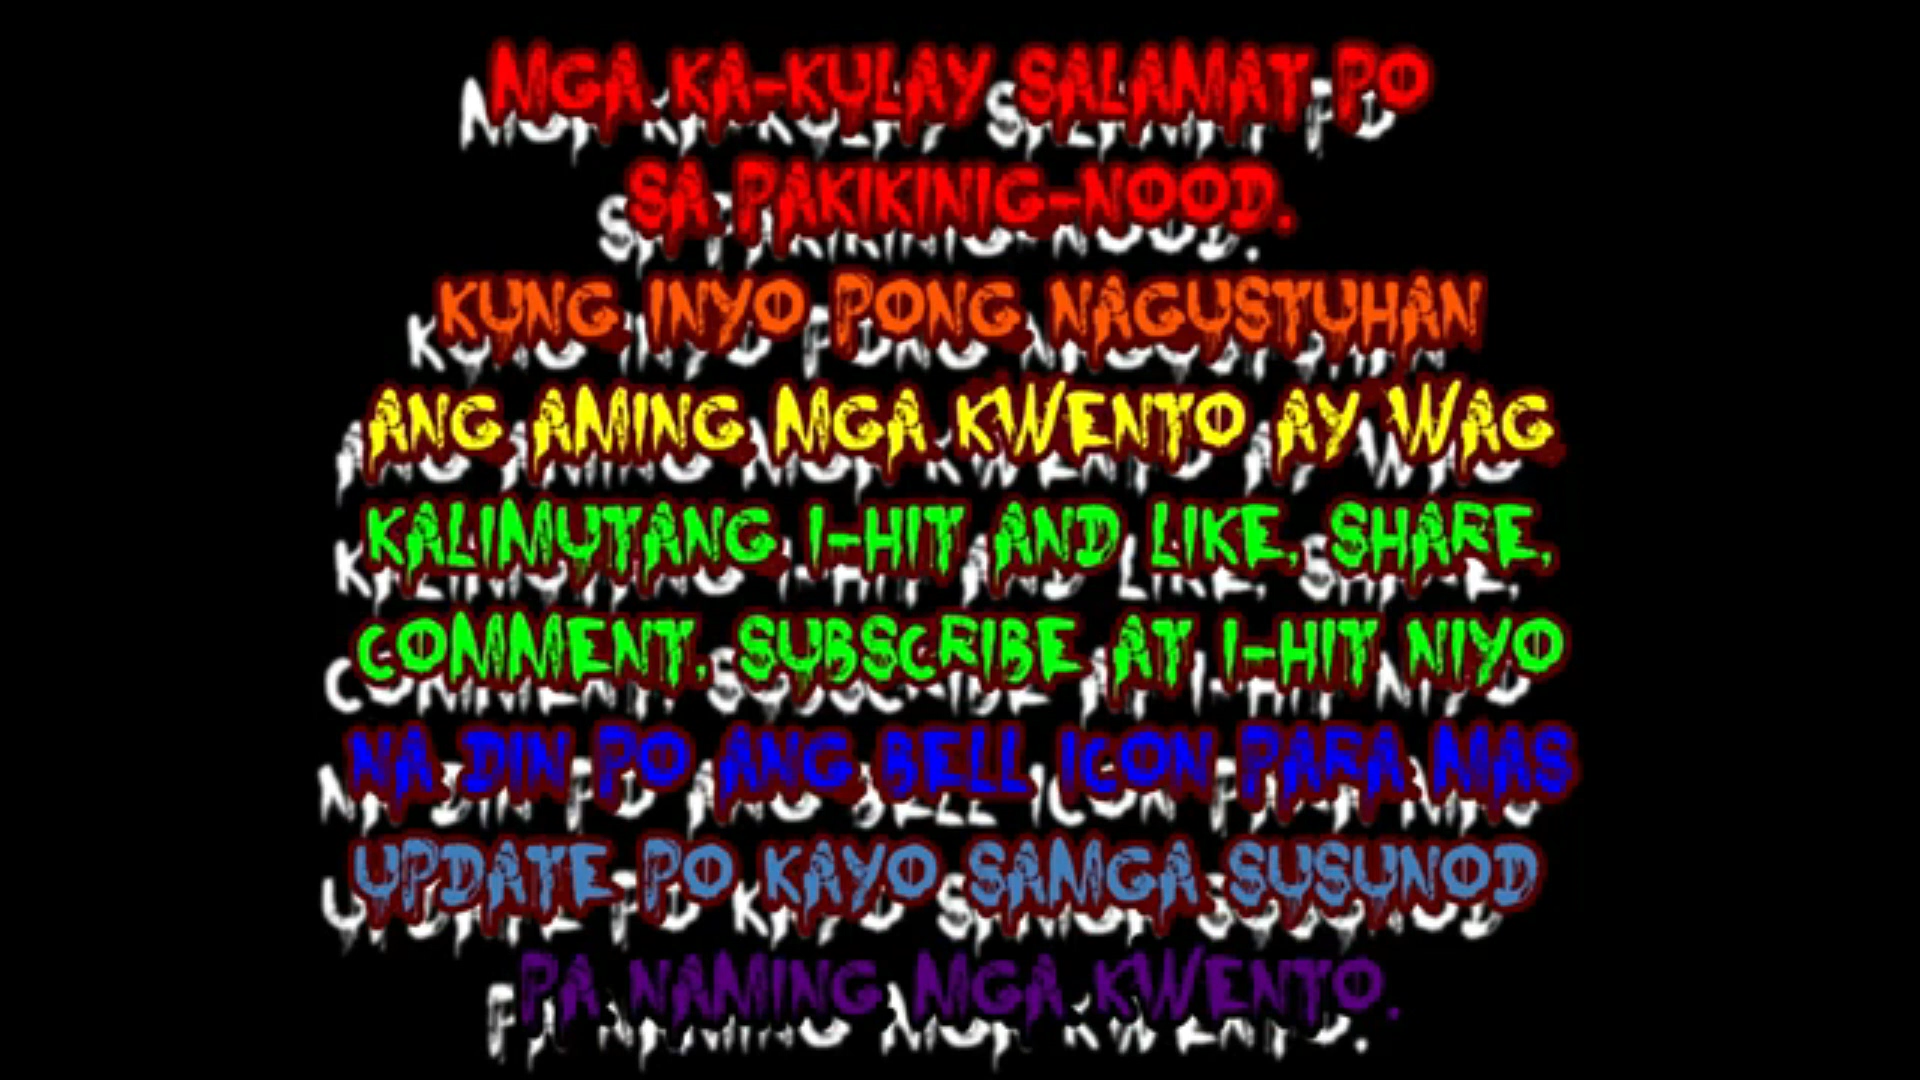 MGA KA-KULAY SALAMAT PO
SA PAKIKINIG-NOOD.
KUNG INYO PONG NAGUSTUHAN
ANG AMING MGA KWENTO AY WAG
KALIMUTANG I-HIT AND LIKE, SHARE,
COMMENT, SUBSCRIBE AT I-HIT NIYO
NA DIN PO ANG BELL ICON PARA MAS
UPDATE PO KAYO SAMGA SUSUNOD
PA NAMING MGA KWENTO.